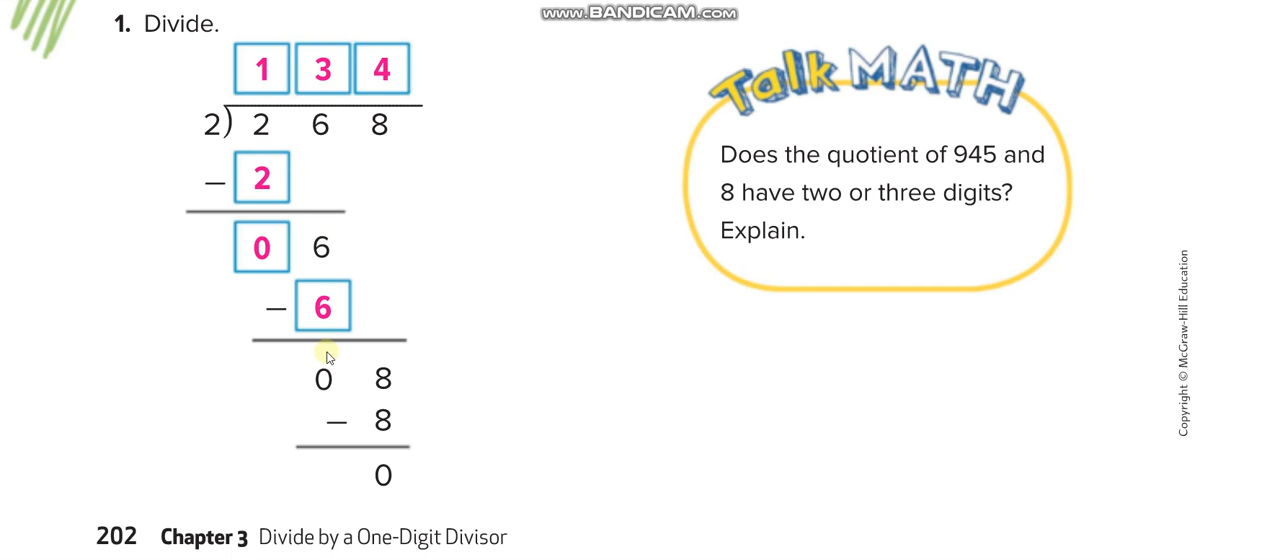 www.BANDICAM.com
1. Divide.
1 3 4
2) 2 6 8
– 2
0 6
– 6
0 8
– 8
0
Talk MATH
Does the quotient of 945 and
8 have two or three digits?
Explain.
Copyright © McGraw-Hill Education
202 Chapter 3 Divide by a One-Digit Divisor